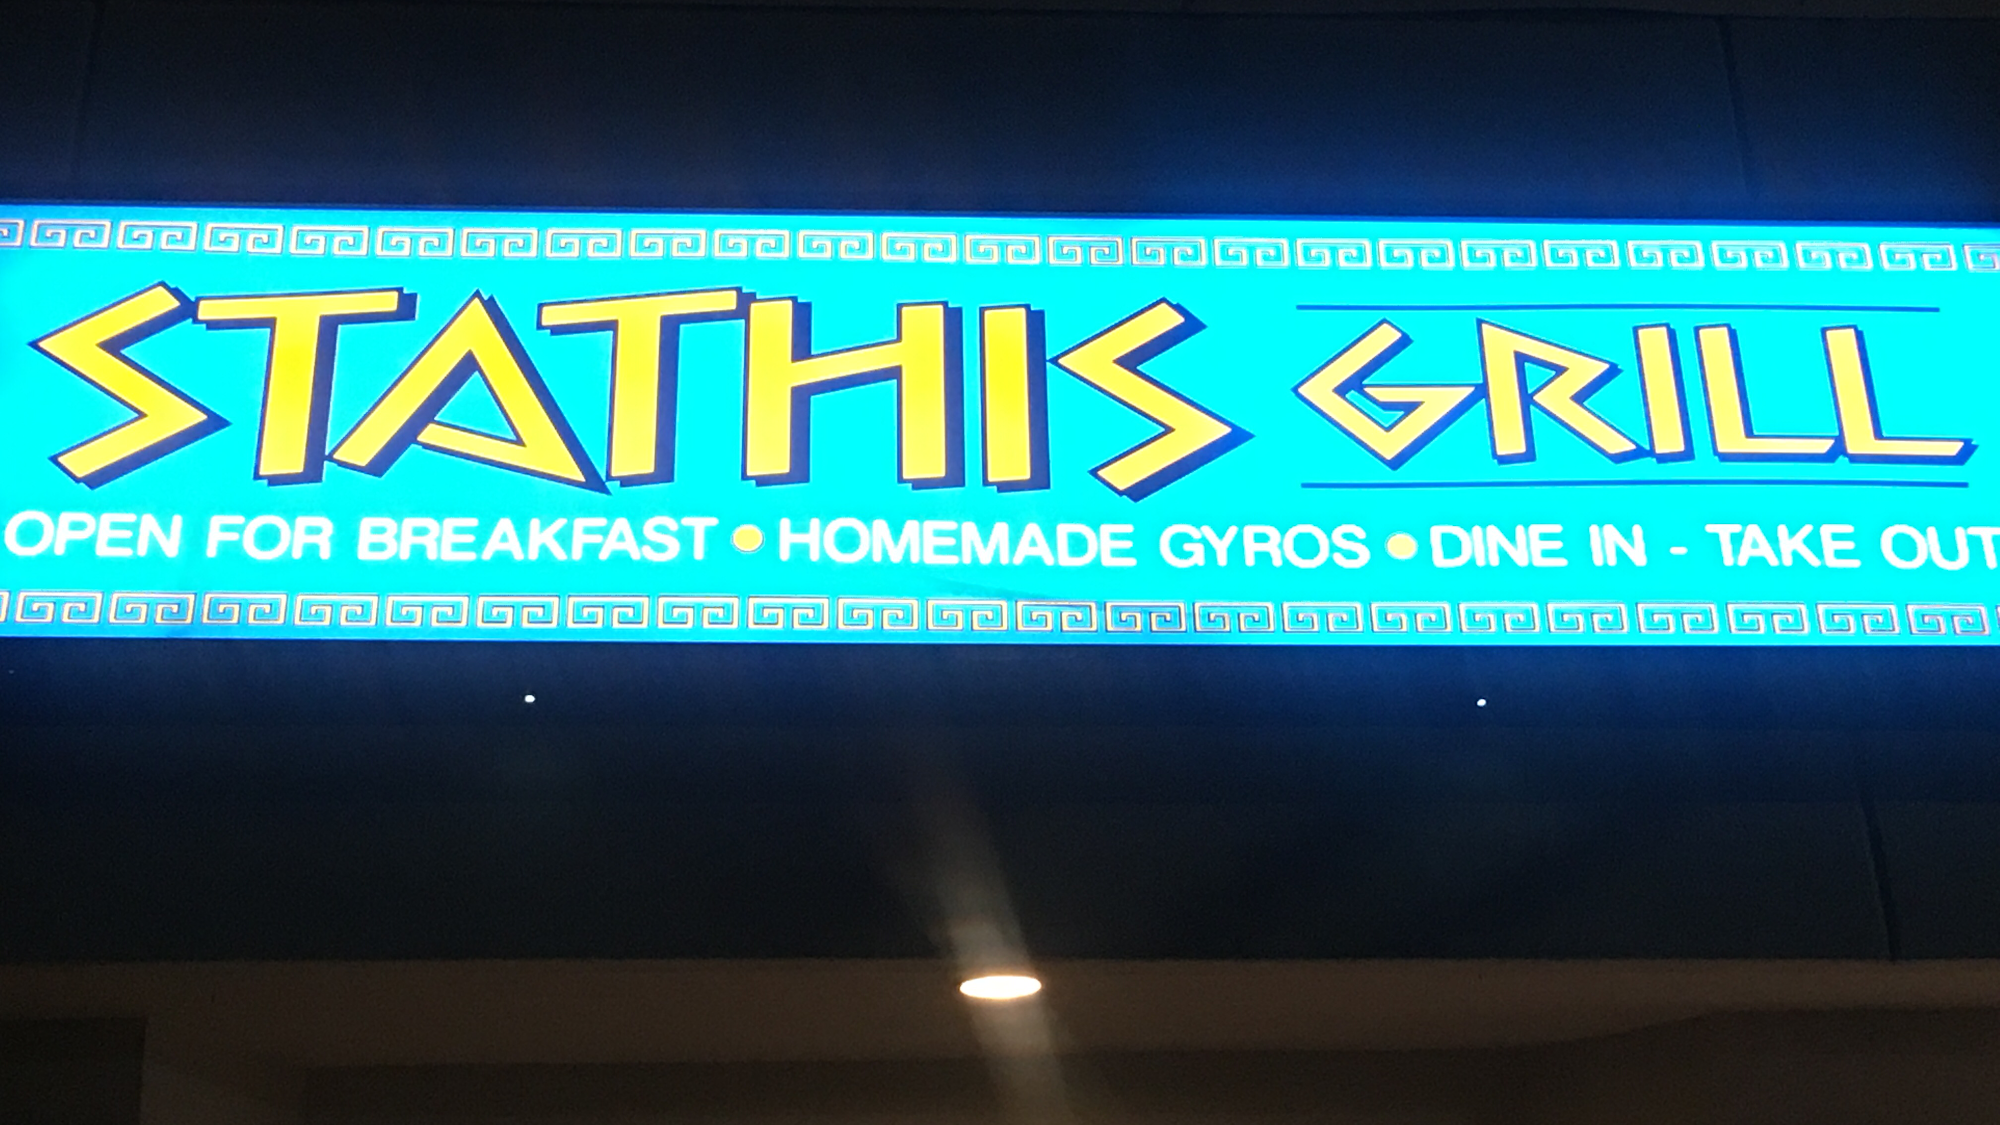 STATHIS GRILL
OPEN FOR BREAKFAST • HOMEMADE GYROS • DINE IN - TAKE OUT